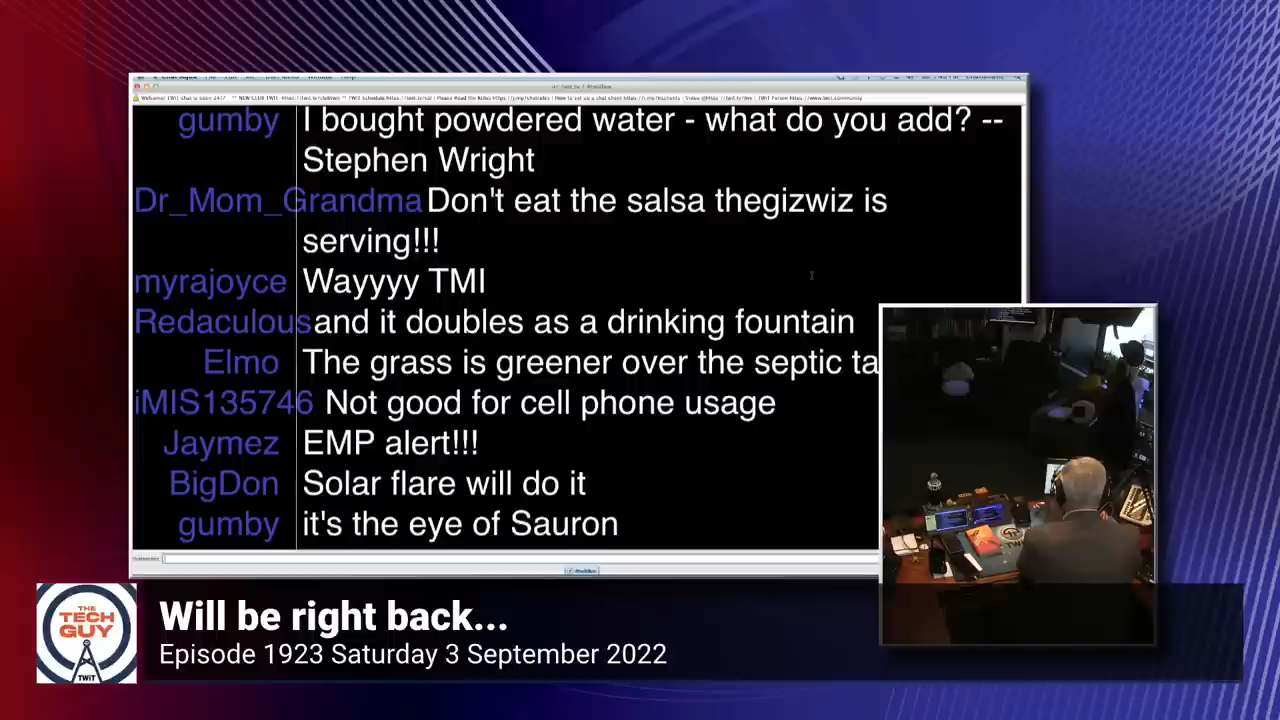 gumby I bought powdered water - what do you add? --
Stephen Wright
Dr_Mom_Grandma Don't eat the salsa thegizwiz is
serving!!!
myrajoyce Wayyyy TMI
Redaculous and it doubles as a drinking fountain
Elmo The grass is greener over the septic ta
iMIS135746 Not good for cell phone usage
Jaymez EMP alert!!!
BigDon Solar flare will do it
gumby it's the eye of Sauron
THE
TECH
GUY
TWiT
Will be right back...
Episode 1923 Saturday 3 September 2022